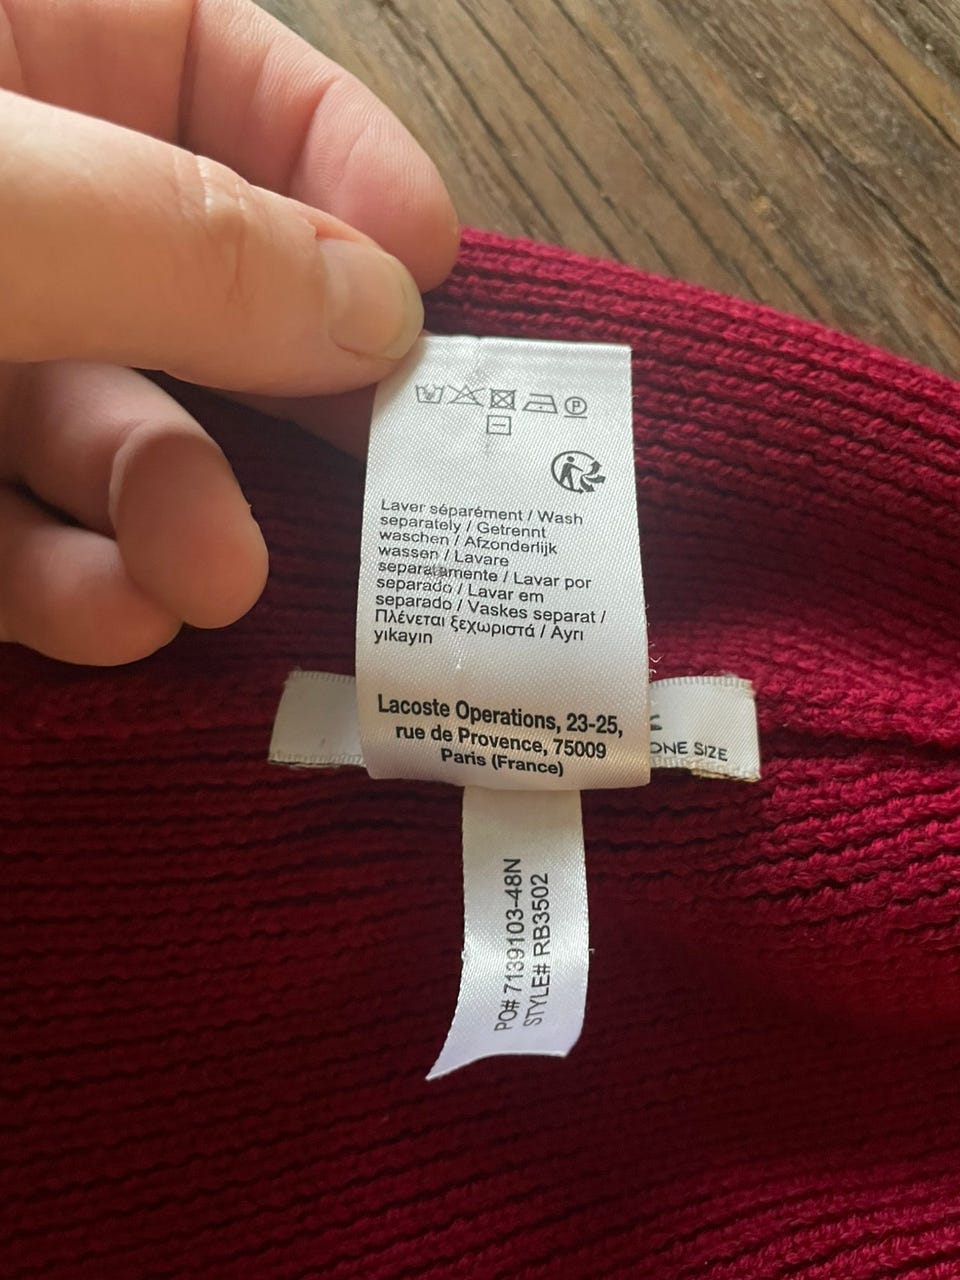 P
Laver séparément / Wash
separately / Getrennt
waschen / Afzonderlijk
wassen / Lavare
separatamente / Lavar por
separado / Lavar em
separado / Vaskes separat /
Πλένεται ξεχωριστά / Ayrı
yıkayın
Lacoste Operations, 23-25,
rue de Provence, 75009
Paris (France)
ONE SIZE
PO# 7139103-48N
STYLE# RB3502